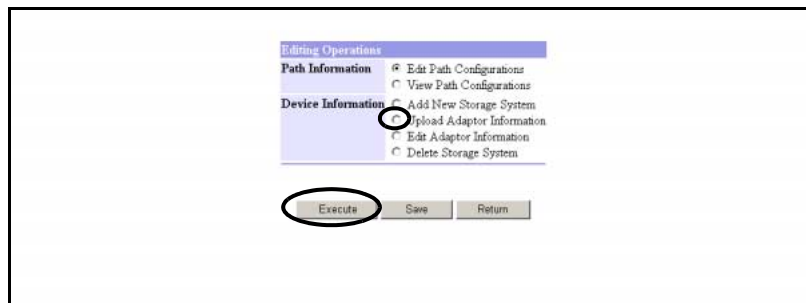 Editing Operations
Path Information Edit Path Configurations
View Path Configurations
Device Information Add New Storage System
Upload Adaptor Information
Edit Adaptor Information
Delete Storage System
Execute Save Return